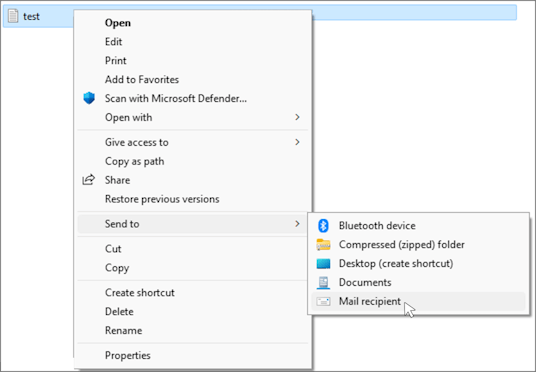 test
Open
Edit
Print
Add to Favorites
Scan with Microsoft Defender...
Open with
Give access to
Copy as path
Share
Restore previous versions
Send to
Bluetooth device
Compressed (zipped) folder
Desktop (create shortcut)
Documents
Mail recipient
Cut
Copy
Create shortcut
Delete
Rename
Properties